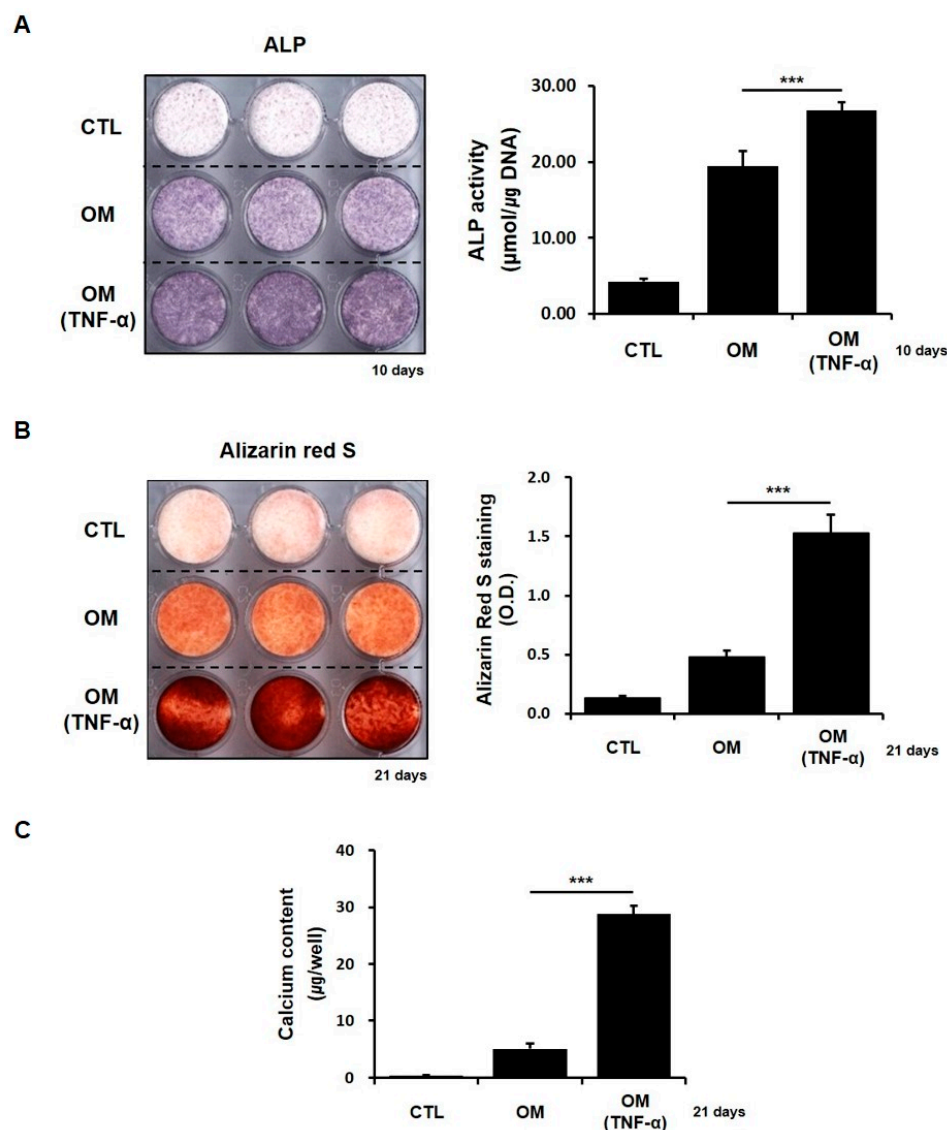 A
ALP
CTL
OM
OM
(TNF-α)
10 days
ALP activity
(μmol/μg DNA)
30.00
20.00
10.00
0.00
***
CTL
OM
OM
(TNF-α)
10 days
B
Alizarin red S
CTL
OM
OM
(TNF-α)
21 days
Alizarin Red S staining
(O.D.)
2.0
1.5
1.0
0.5
0.0
***
CTL
OM
OM
(TNF-α)
21 days
C
Calcium content
(μg/well)
40
30
20
10
0
***
CTL
OM
OM
(TNF-α)
21 days